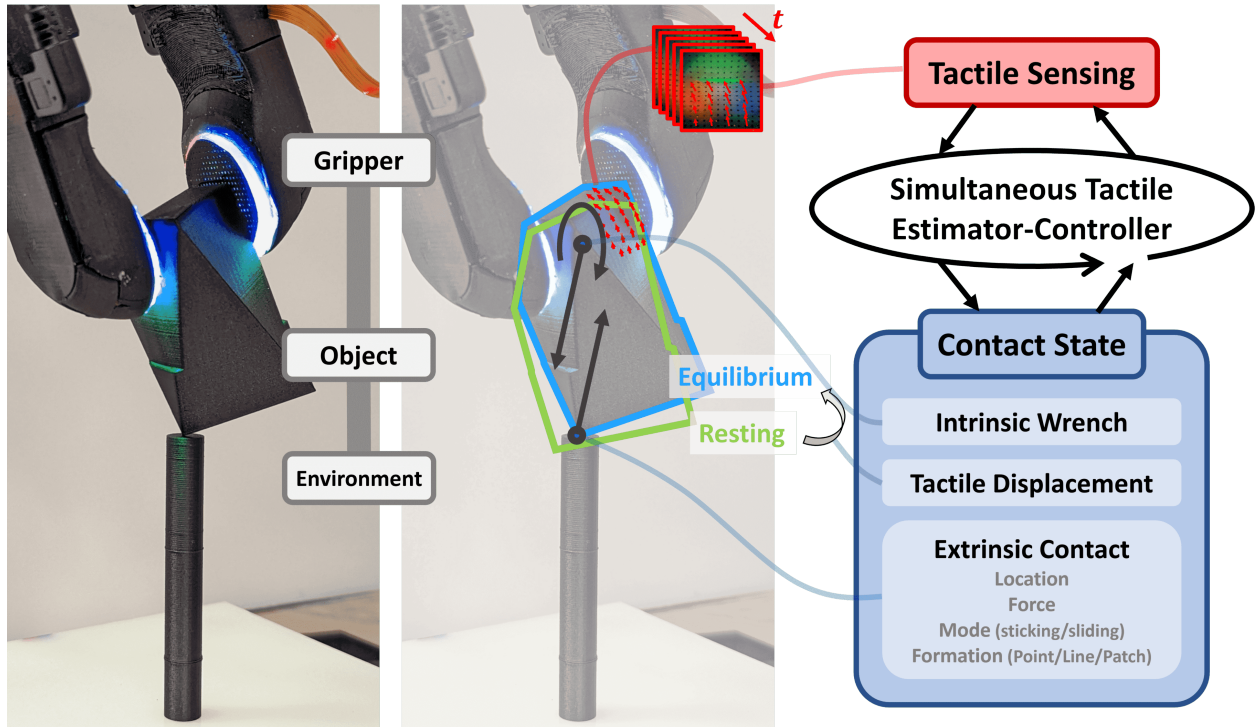 Gripper
Object
Environment
t
Equilibrium
Resting
Tactile Sensing
Simultaneous Tactile
Estimator-Controller
Contact State
Intrinsic Wrench
Tactile Displacement
Extrinsic Contact
Location
Force
Mode (sticking/sliding)
Formation (Point/Line/Patch)